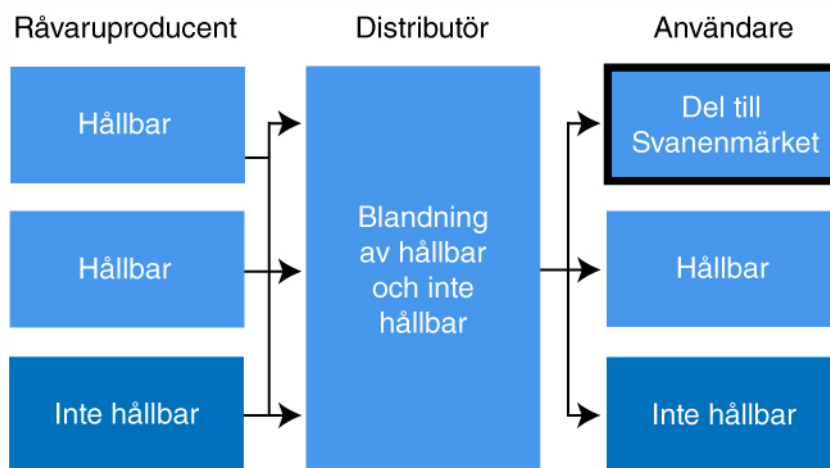 Råvaruproducent
Distributör
Användare
Hållbar
Hållbar
Inte hållbar
Blandning
av hållbar
och inte
hållbar
Del till
Svanenmärket
Hållbar
Inte hållbar